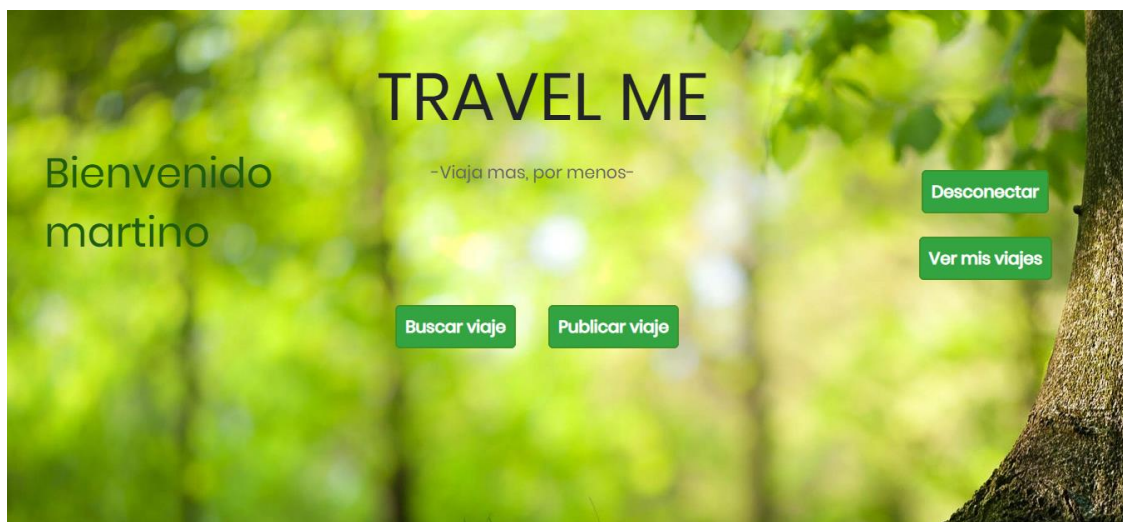 TRAVEL ME
-Viaja mas, por menos-
Bienvenido
martino
Desconectar
Ver mis viajes
Buscar viaje
Publicar viaje